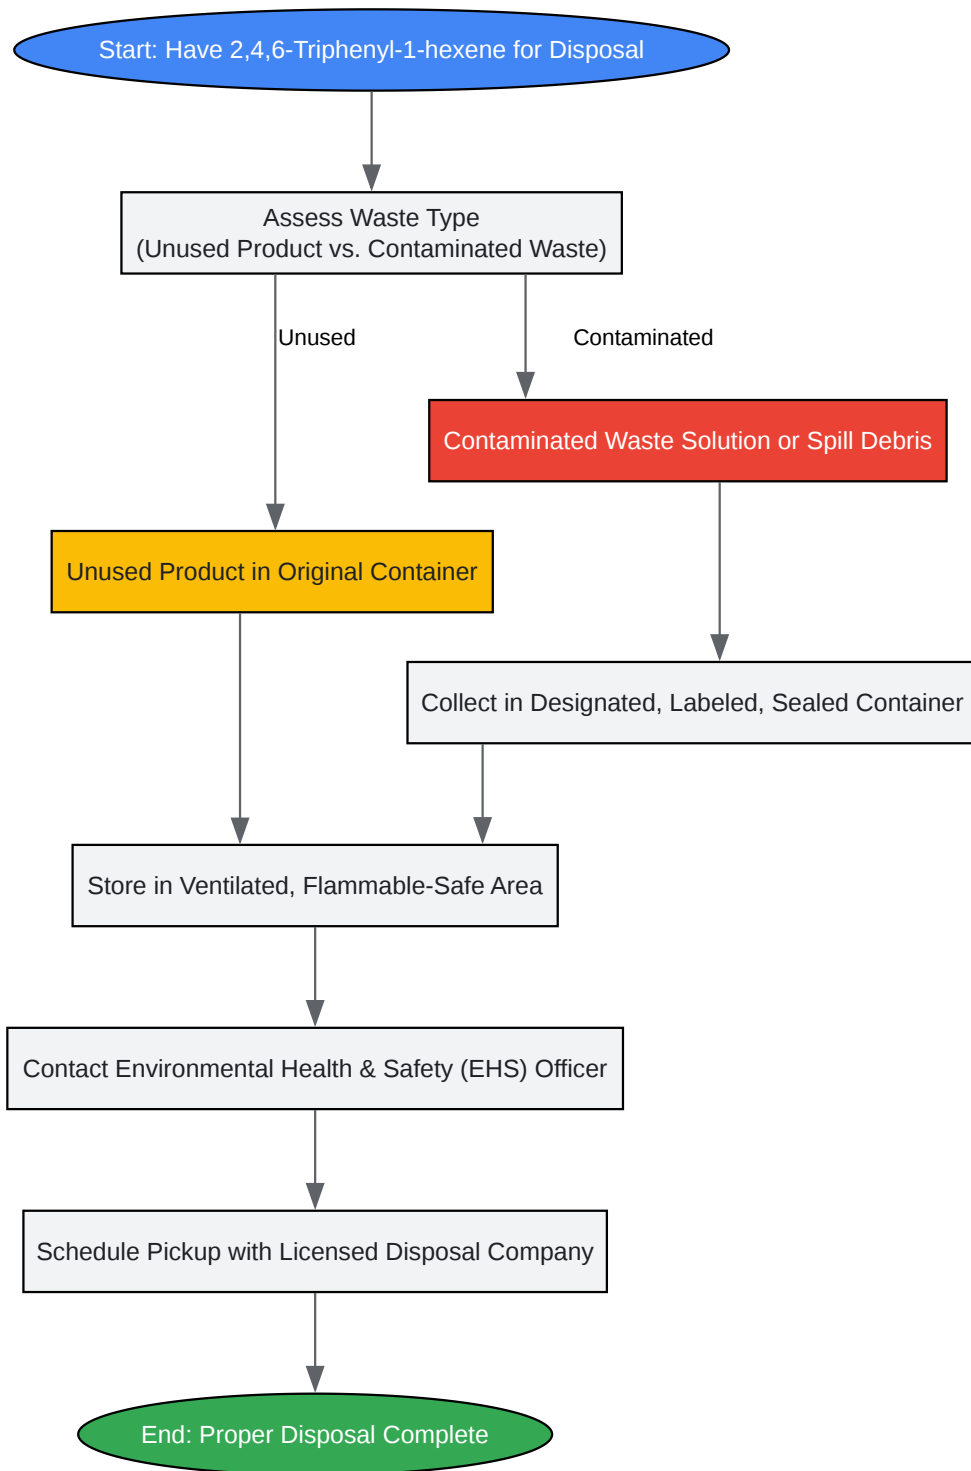 Start: Have 2,4,6-Triphenyl-1-hexene for Disposal
Assess Waste Type
(Unused Product vs. Contaminated Waste)
Unused
Contaminated
Contaminated Waste Solution or Spill Debris
Unused Product in Original Container
Collect in Designated, Labeled, Sealed Container
Store in Ventilated, Flammable-Safe Area
Contact Environmental Health & Safety (EHS) Officer
Schedule Pickup with Licensed Disposal Company
End: Proper Disposal Complete